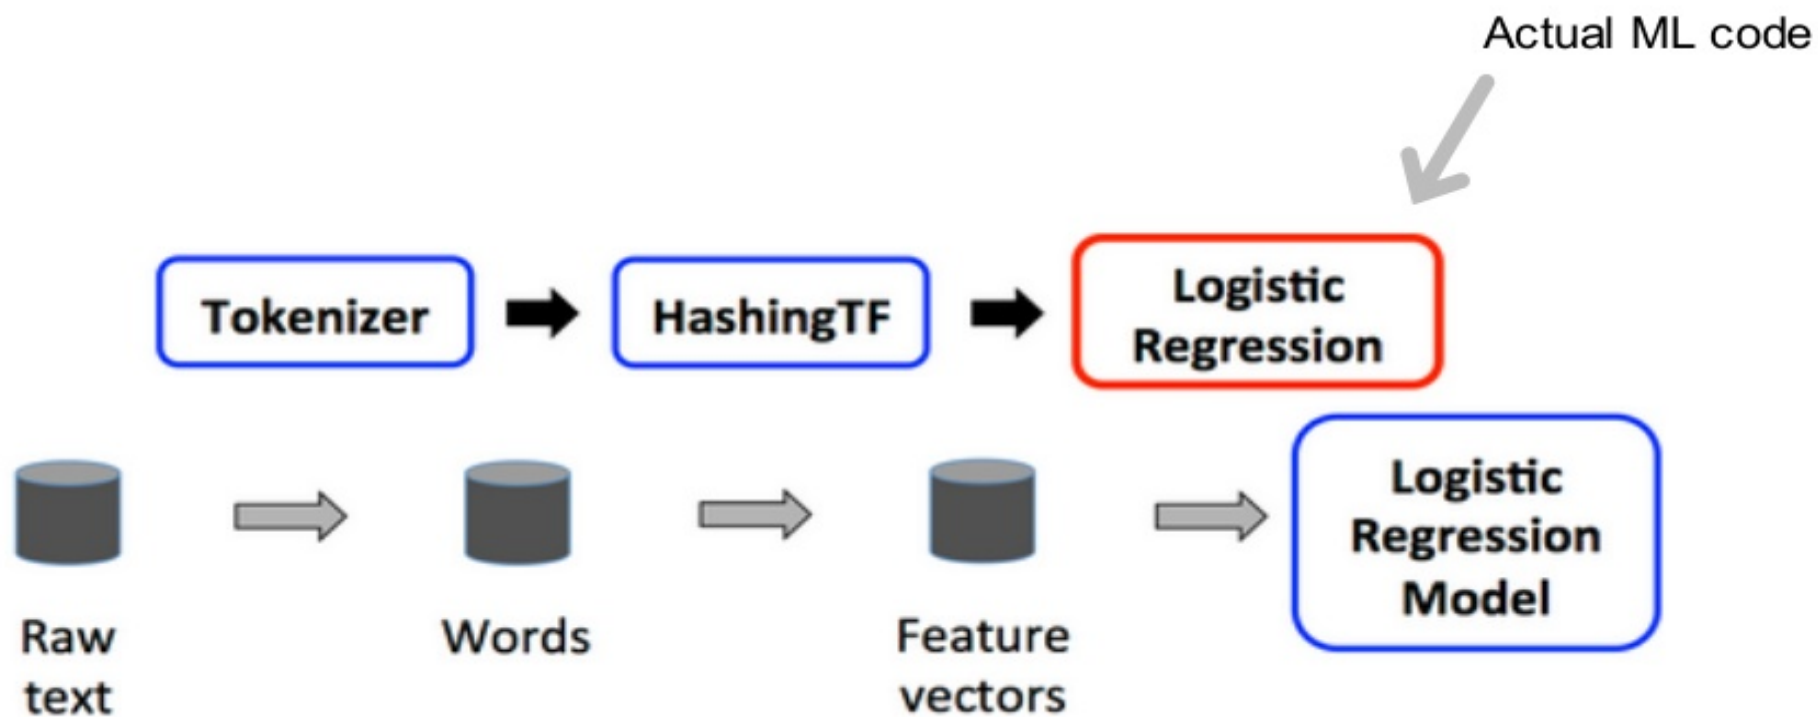 Actual ML code
Tokenizer
HashingTF
Logistic
Regression
Logistic
Regression
Model
Raw
text
Words
Feature
vectors